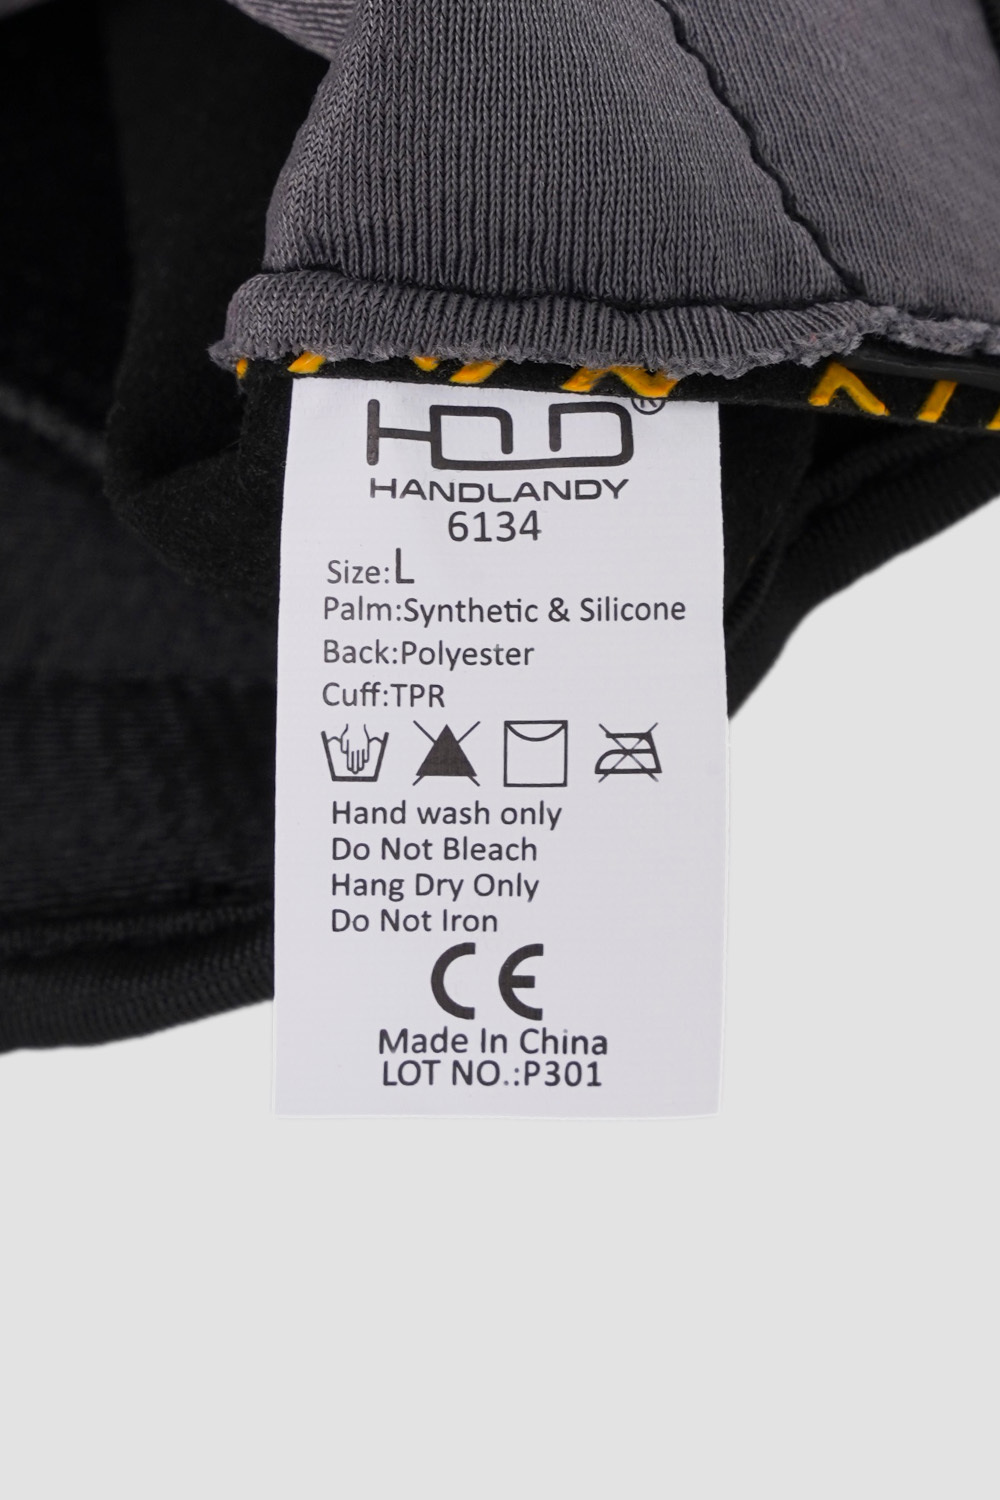 HD®
HANDLANDY
6134
Size:L
Palm:Synthetic & Silicone
Back:Polyester
Cuff:TPR
Hand wash only
Do Not Bleach
Hang Dry Only
Do Not Iron
CE
Made In China
LOT NO.:P301